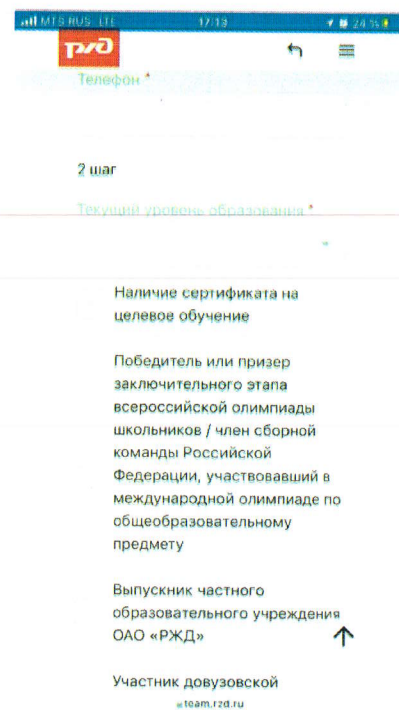 MTS RUS LTE 17:13 24 %
ржд
Телефон *
2 шаг
Текущий уровень образования *
Наличие сертификата на
целевое обучение
Победитель или призер
заключительного этапа
всероссийской олимпиады
школьников / член сборной
команды Российской
Федерации, участвовавший в
международной олимпиаде по
общеобразовательному
предмету
Выпускник частного
образовательного учреждения
ОАО «РЖД»
Участник довузовской
team.rzd.ru